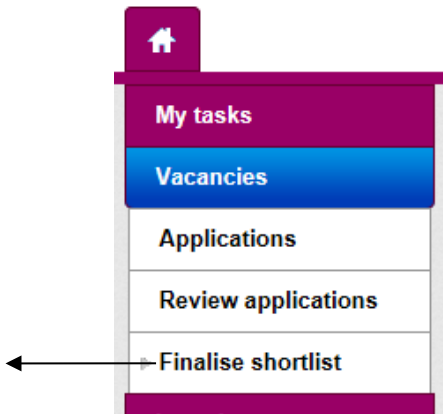 My tasks
Vacancies
Applications
Review applications
Finalise shortlist